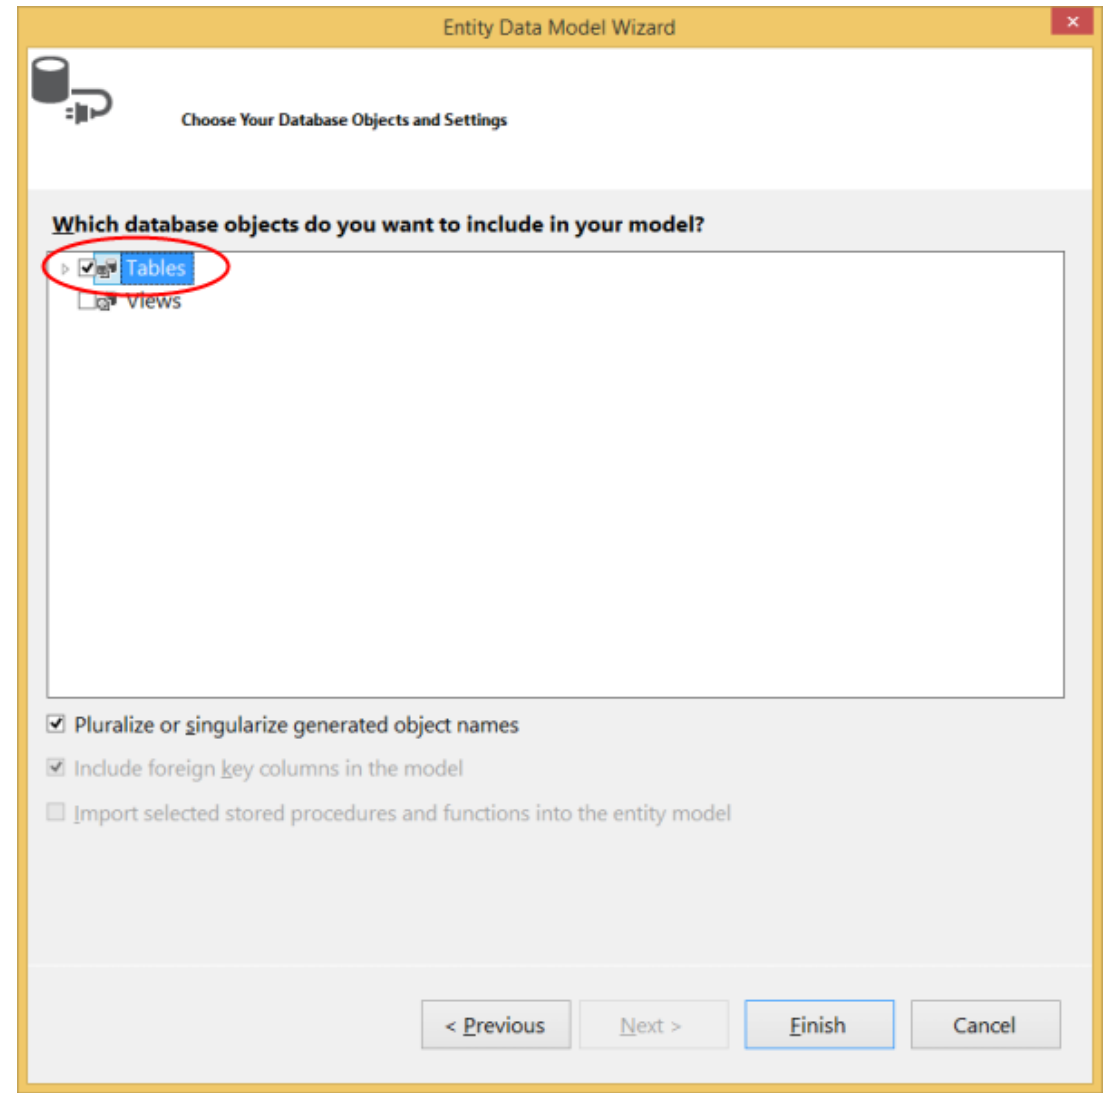 Entity Data Model Wizard
Choose Your Database Objects and Settings
Which database objects do you want to include in your model?
Tables
Views
Pluralize or singularize generated object names
Include foreign key columns in the model
Import selected stored procedures and functions into the entity model
< Previous Next > Finish Cancel